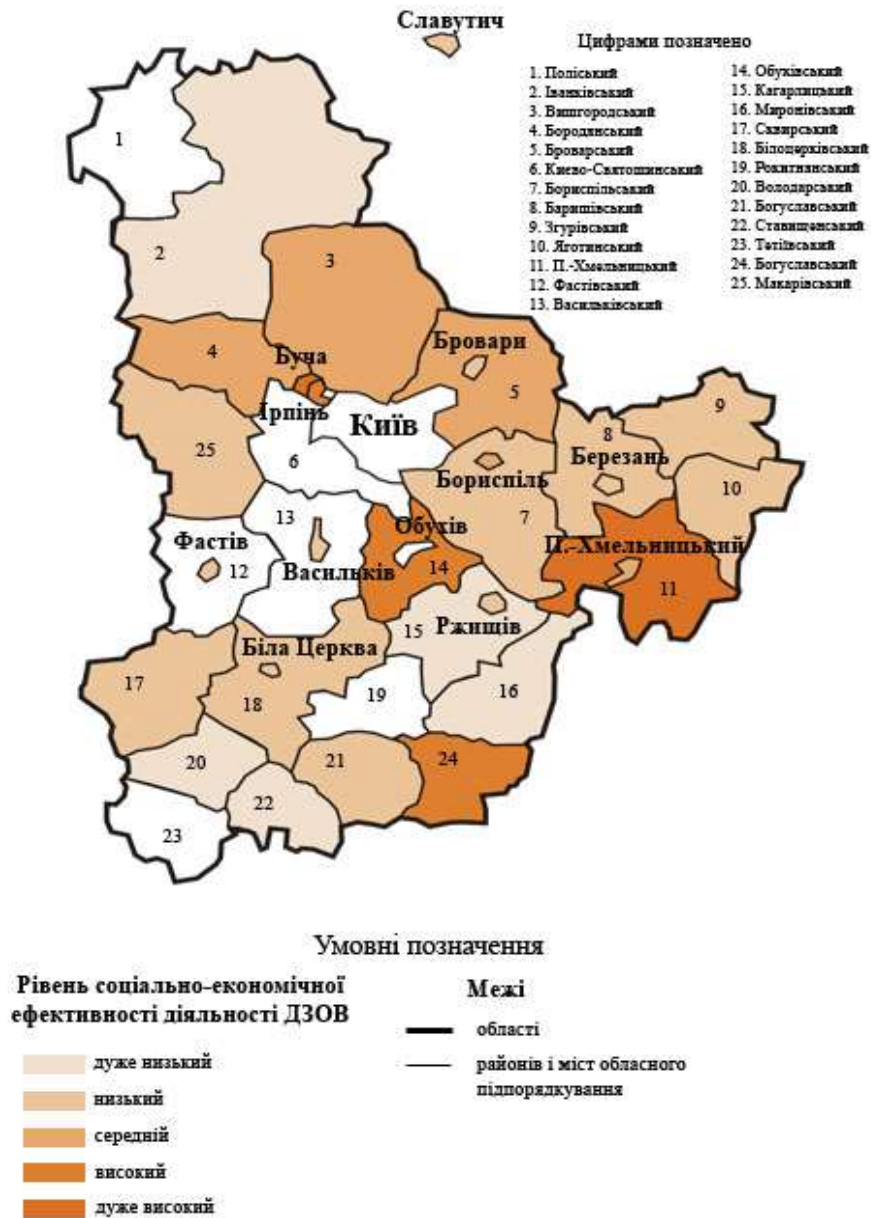 Славутич
Цифрами позначено
1. Поліський
2. Іванківський
3. Вишгородський
4. Бородянський
5. Броварський
6. Києво-Святошинський
7. Бориспільський
8. Баришівський
9. Згурівський
10. Яготинський
11. П.-Хмельницький
12. Фастівський
13. Васильківський
14. Обухівський
15. Кагарлицький
16. Миронівський
17. Сквирський
18. Білоцерківський
19. Рокитнянський
20. Володарський
21. Богуславський
22. Ставищенський
23. Тетіївський
24. Богуславський
25. Макарівський
1
2
3
4
Буча
Бровари
5
Ірпінь
Київ
9
25
6
8
Березань
Бориспіль
10
13
7
Обухів
Фастів
П.-Хмельницький
12
Васильків
14
11
Ржищів
15
Біла Церква
17
18
19
16
20
21
24
22
23
Умовні позначення
Рівень соціально-економічної
ефективності діяльності ДЗОВ
дуже низький
низький
середній
високий
дуже високий
Межі
області
районів і міст обласного
підпорядкування